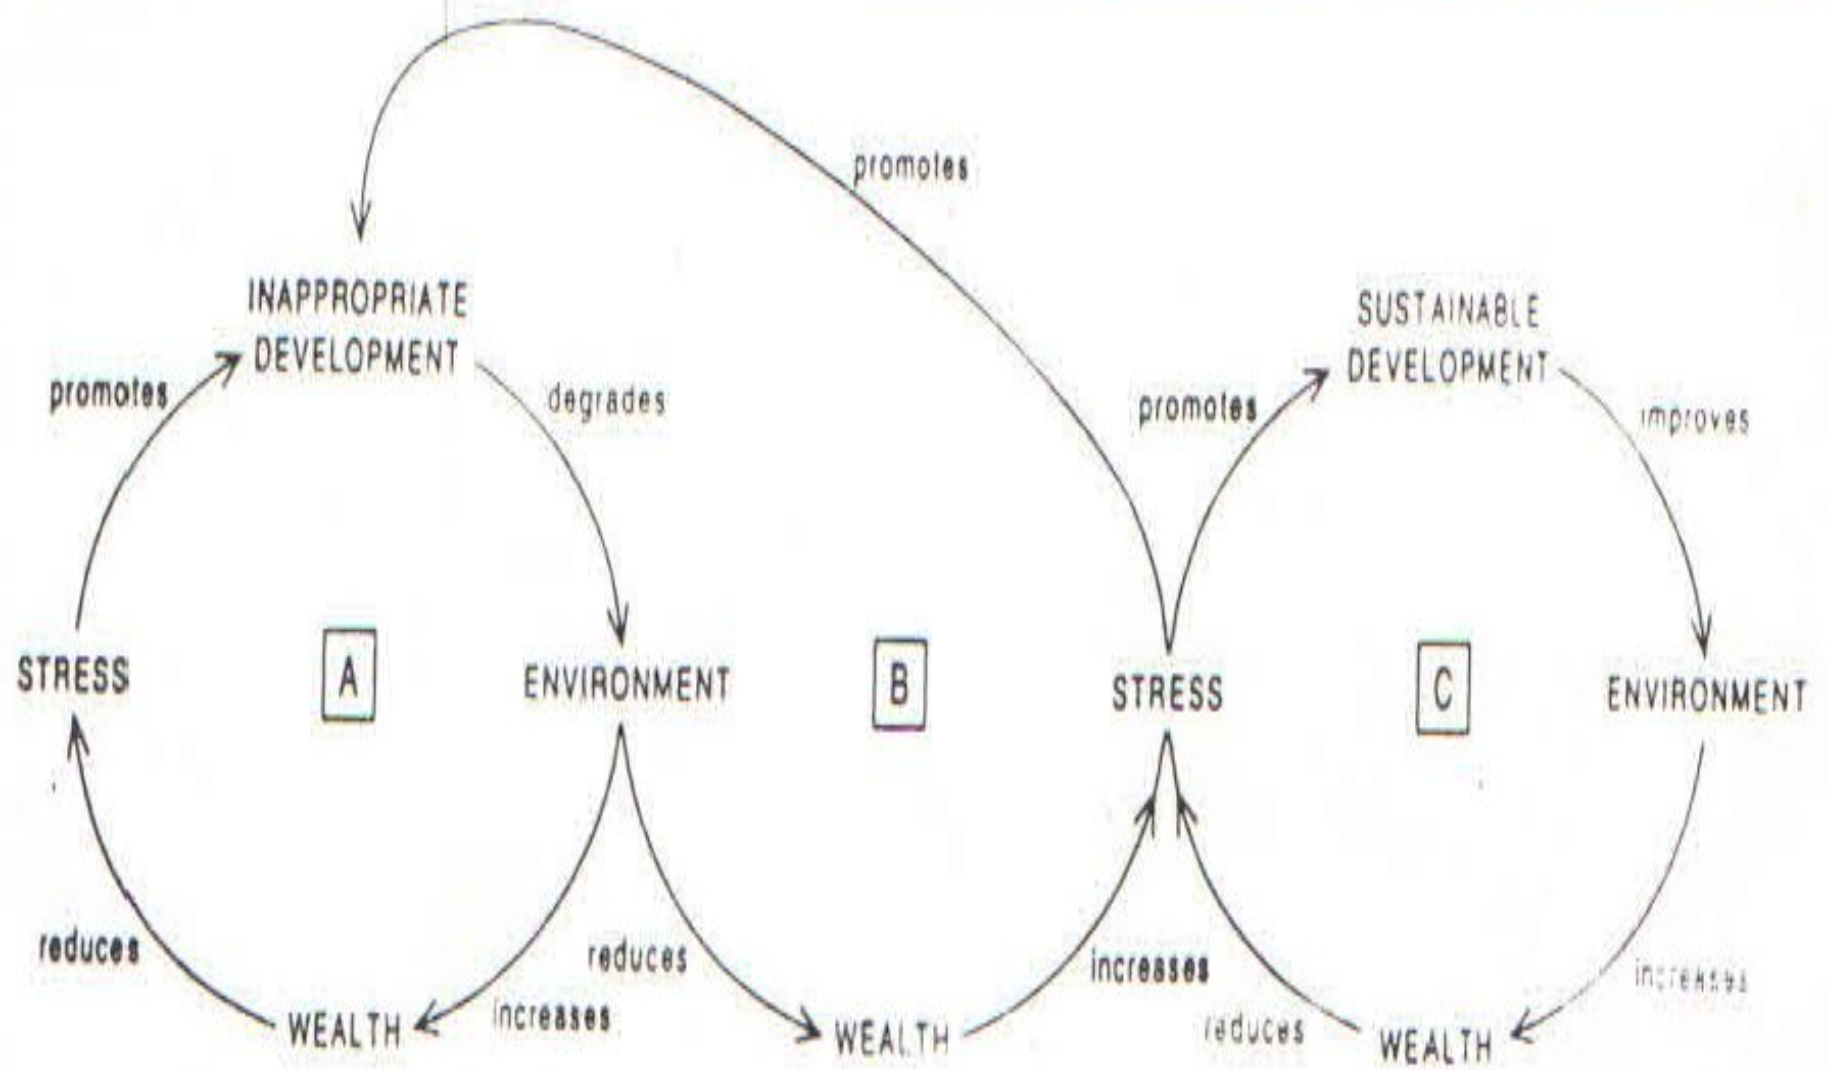 promotes
INAPPROPRIATE
DEVELOPMENT
SUSTAINABLE
DEVELOPMENT
promotes
degrades
promotes
improves
STRESS
A
ENVIRONMENT
B
STRESS
C
ENVIRONMENT
reduces
reduces
increases
increases
increases
WEALTH
WEALTH
reduces
WEALTH